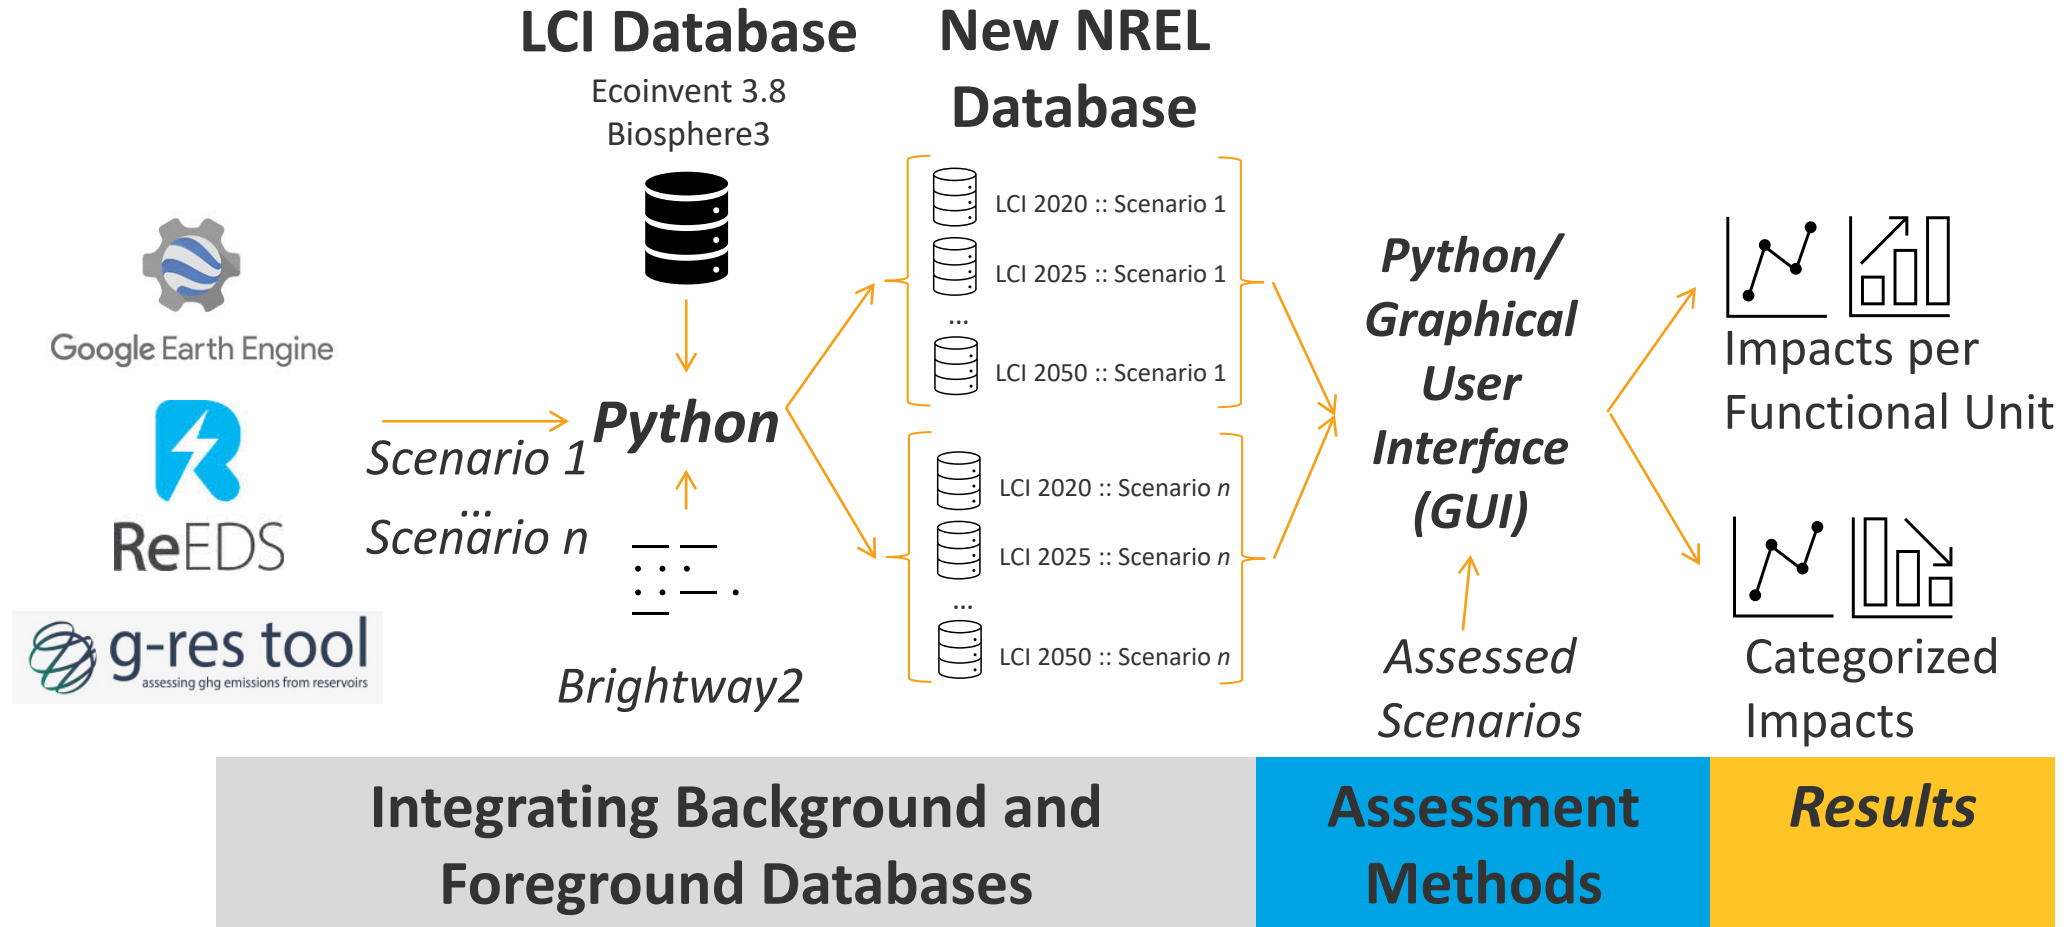 LCI Database
Ecoinvent 3.8
Biosphere3
New NREL
Database
Google Earth Engine
ReEDS
g-res tool
assessing ghg emissions from reservoirs
Scenario 1
...
Scenario n
Python
Brightway2
LCI 2020 :: Scenario 1
LCI 2025 :: Scenario 1
...
LCI 2050 :: Scenario 1
LCI 2020 :: Scenario n
LCI 2025 :: Scenario n
...
LCI 2050 :: Scenario n
Python/
Graphical
User
Interface
(GUI)
Assessed
Scenarios
Impacts per
Functional Unit
Categorized
Impacts
Integrating Background and
Foreground Databases
Assessment
Methods
Results